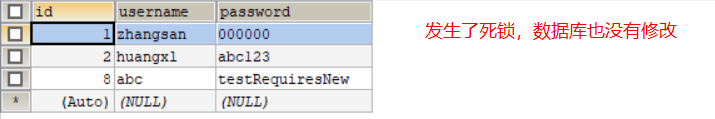 id username password
1 zhangsan 000000
2 huangxl abc123
8 abc testRequiresNew
* (Auto) (NULL) (NULL)
发生了死锁，数据库也没有修改